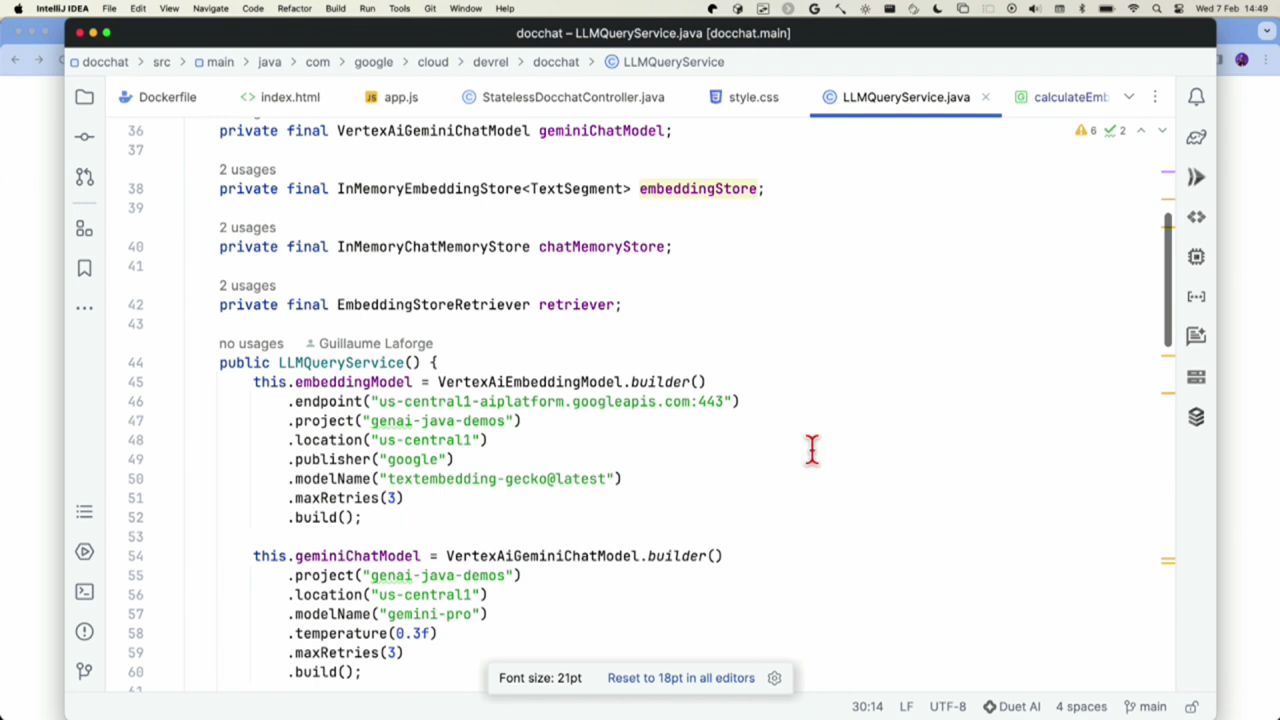 IntelliJ IDEA File Edit View Navigate Code Refactor Build Run Tools Git Window Help Wed 7 Feb 14:49
docchat – LLMQueryService.java [docchat.main]
docchat › src › main › java › com › google › cloud › devrel › docchat › LLMQueryService
Dockerfile index.html app.js StatelessDocchatController.java style.css LLMQueryService.java calculateEmb
6 2
36 private final VertexAiGeminiChatModel geminiChatModel;
37
2 usages
38 private final InMemoryEmbeddingStore<TextSegment> embeddingStore;
39
2 usages
40 private final InMemoryChatMemoryStore chatMemoryStore;
41
2 usages
42 private final EmbeddingStoreRetriever retriever;
43
no usages Guillaume Laforge
44 public LLMQueryService() {
45 this.embeddingModel = VertexAiEmbeddingModel.builder()
46 .endpoint("us-central1-aiplatform.googleapis.com:443")
47 .project("genai-java-demos")
48 .location("us-central1")
49 .publisher("google")
50 .modelName("textembedding-gecko@latest")
51 .maxRetries(3)
52 .build();
53
54 this.geminiChatModel = VertexAiGeminiChatModel.builder()
55 .project("genai-java-demos")
56 .location("us-central1")
57 .modelName("gemini-pro")
58 .temperature(0.3f)
59 .maxRetries(3)
60 .build();
Font size: 21pt Reset to 18pt in all editors
30:14 LF UTF-8 Duet AI 4 spaces main